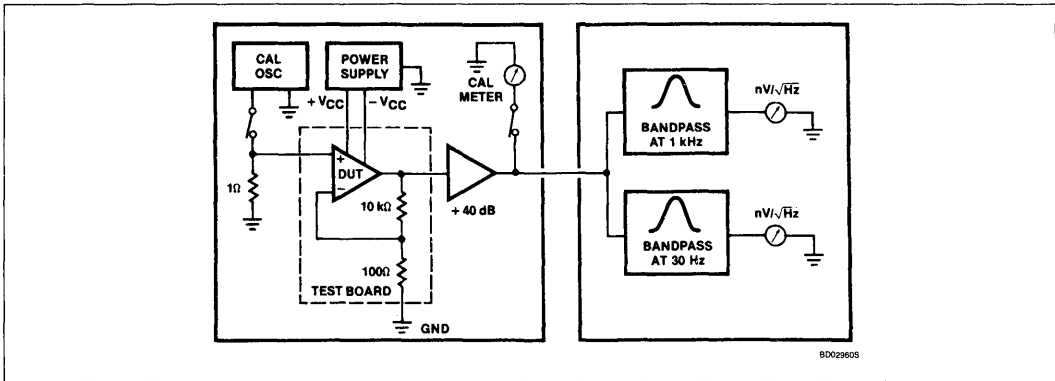 CAL
OSC
POWER
SUPPLY
CAL
METER
+ VCC
– VCC
nV/√Hz
BANDPASS
AT 1 kHz
+
DUT
–
1Ω
10 kΩ
+ 40 dB
nV/√Hz
BANDPASS
AT 30 Hz
100Ω
TEST BOARD
GND
BD02960S